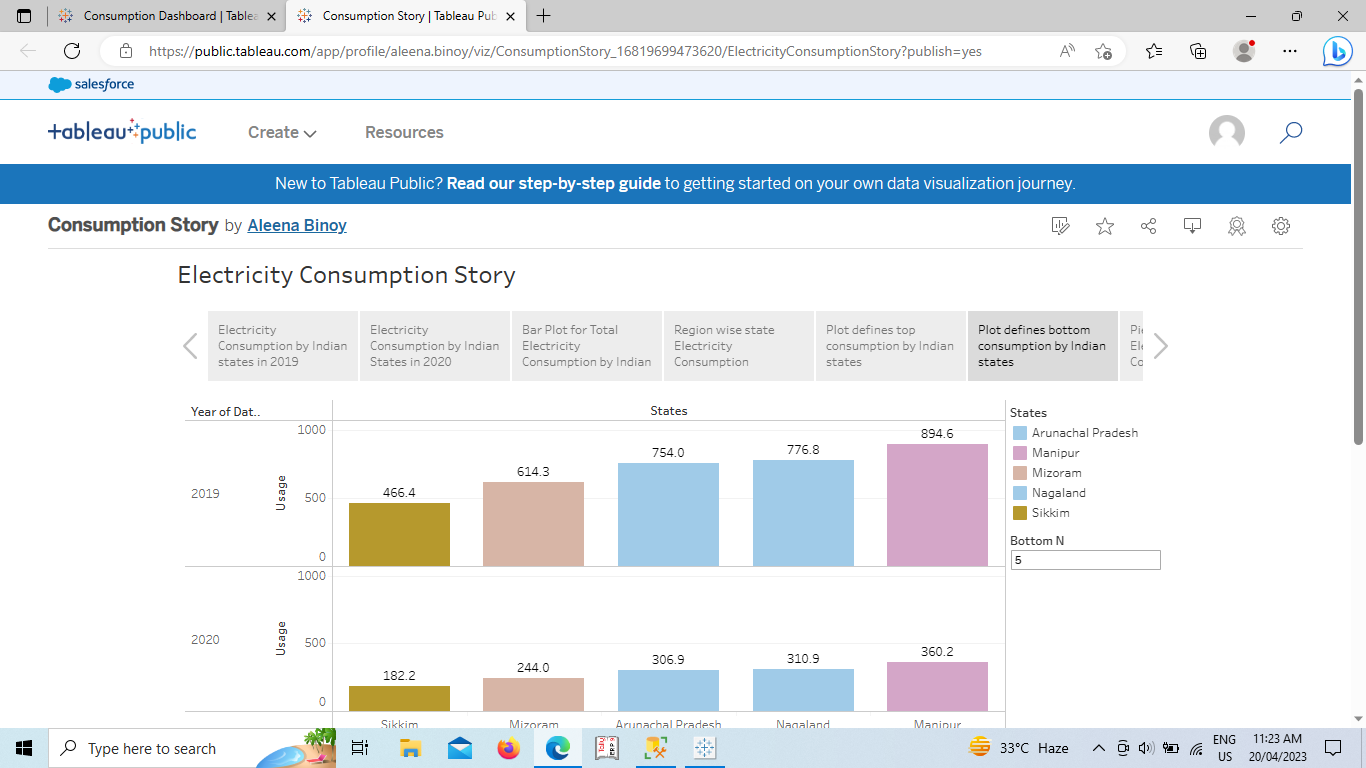 Consumption Dashboard | Tablea
Consumption Story | Tableau Pub
https://public.tableau.com/app/profile/aleena.binoy/viz/ConsumptionStory_16819699473620/ElectricityConsumptionStory?publish=yes
salesforce
+ableau public
Create
Resources
New to Tableau Public? Read our step-by-step guide to getting started on your own data visualization journey.
Consumption Story by Aleena Binoy
Electricity Consumption Story
Electricity
Consumption by Indian
states in 2019
Electricity
Consumption by Indian
States in 2020
Bar Plot for Total
Electricity
Consumption by Indian
Region wise state
Electricity
Consumption
Plot defines top
consumption by Indian
states
Plot defines bottom
consumption by Indian
states
Pie
Ele
Co
Year of Dat..
States
2019
Usage
1000
500
0
466.4
614.3
754.0
776.8
894.6
2020
Usage
1000
500
0
182.2
244.0
306.9
310.9
360.2
Sikkim
Mizoram
Arunachal Pradesh
Nagaland
Manipur
States
Arunachal Pradesh
Manipur
Mizoram
Nagaland
Sikkim
Bottom N
5
Type here to search
33°C Haze
ENG
US
11:23 AM
20/04/2023